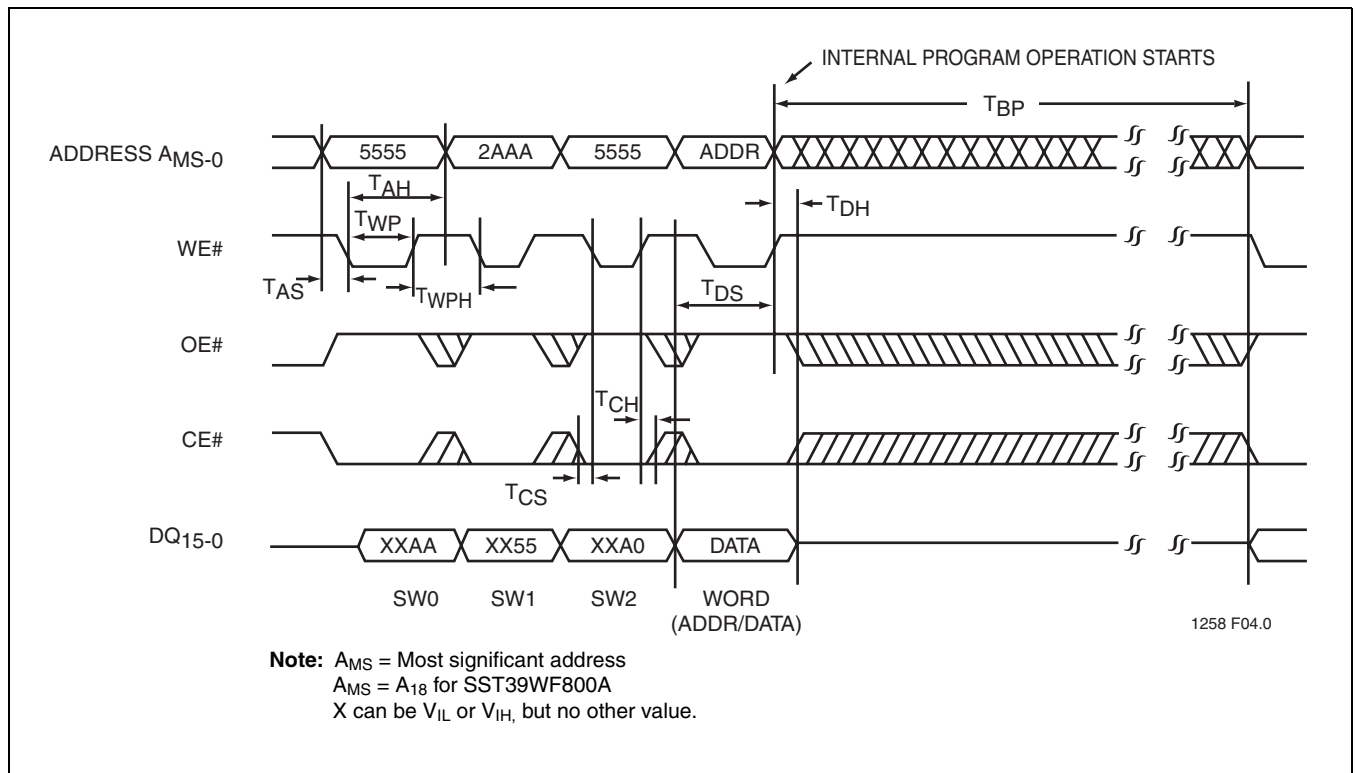 INTERNAL PROGRAM OPERATION STARTS
TBP
ADDRESS AMS-0
5555
2AAA
5555
ADDR
TAH
TDH
TWP
WE#
TAS
TWPH
TDS
OE#
TCH
CE#
TCS
DQ15-0
XXAA
XX55
XXA0
DATA
SW0
SW1
SW2
WORD
(ADDR/DATA)
1258 F04.0
Note: AMS = Most significant address
AMS = A18 for SST39WF800A
X can be VIL or VIH, but no other value.